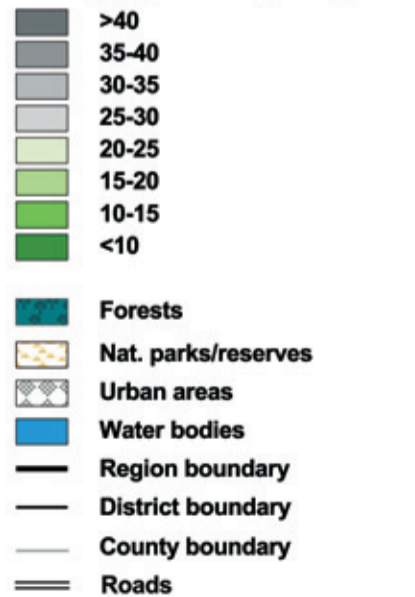 >40
35-40
30-35
25-30
20-25
15-20
10-15
<10
Forests
Nat. parks/reserves
Urban areas
Water bodies
Region boundary
District boundary
County boundary
Roads